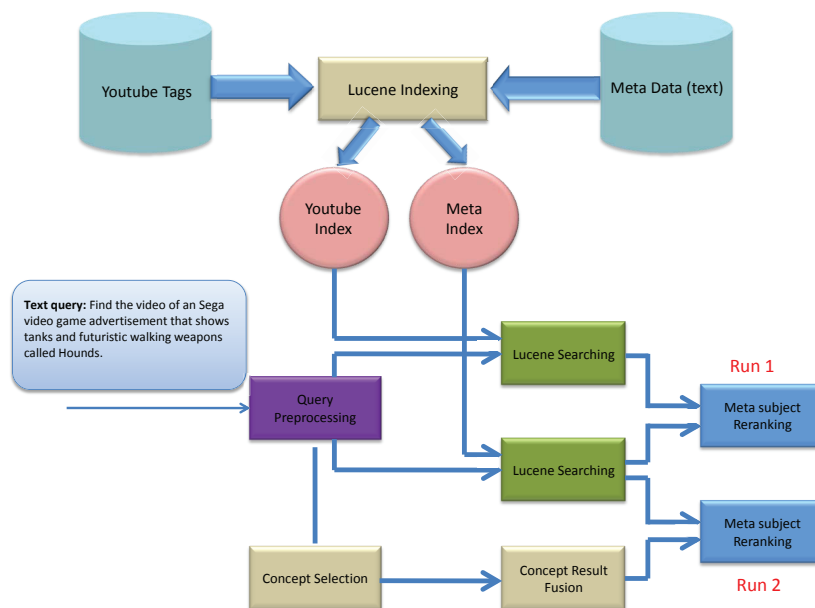 Youtube Tags
Lucene Indexing
Meta Data (text)
Youtube
Index
Meta
Index
Text query: Find the video of an Sega
video game advertisement that shows
tanks and futuristic walking weapons
called Hounds.
Lucene Searching
Run 1
Query
Preprocessing
Meta subject
Reranking
Lucene Searching
Meta subject
Reranking
Concept Selection
Concept Result
Fusion
Run 2